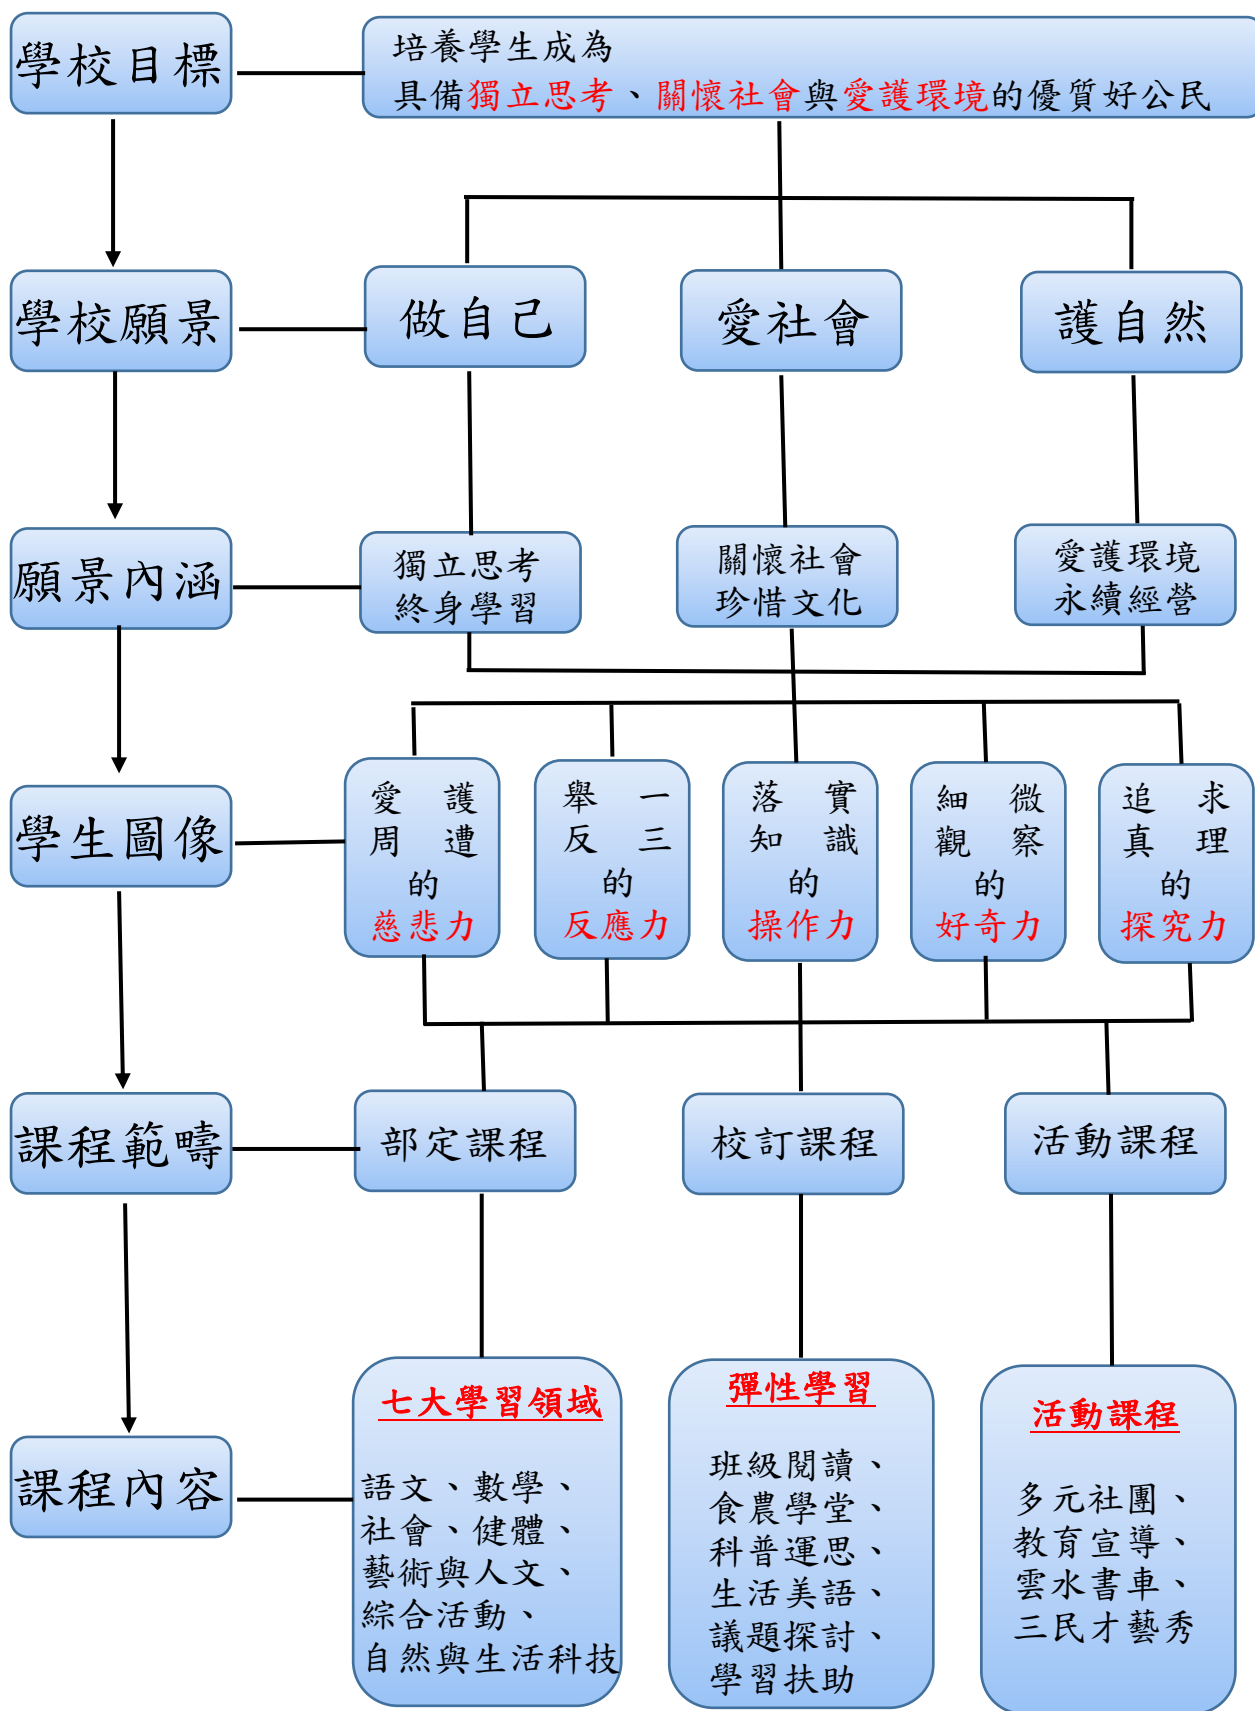 學校目標
培養學生成為
具備獨立思考、關懷社會與愛護環境的優質好公民
學校願景
做自己
愛社會
護自然
願景內涵
獨立思考
終身學習
關懷社會
珍惜文化
愛護環境
永續經營
學生圖像
愛護
周遭
的
慈悲力
舉一
反三
的
反應力
落實
知識
的
操作力
細微
觀察
的
好奇力
追求
真理
的
探究力
課程範疇
部定課程
校訂課程
活動課程
課程內容
七大學習領域
語文、數學、
社會、健體、
藝術與人文、
綜合活動、
自然與生活科技
彈性學習
班級閱讀、
食農學堂、
科普運思、
生活美語、
議題探討、
學習扶助
活動課程
多元社團、
教育宣導、
雲水書車、
三民才藝秀